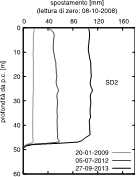 spostamento [mm]
(lettura di zero: 08-10-2008)
0 40 80 120 160
profondità da p.c. [m]
0
10
20
30
40
50
60
SD2
20-01-2009
05-07-2012
27-09-2013